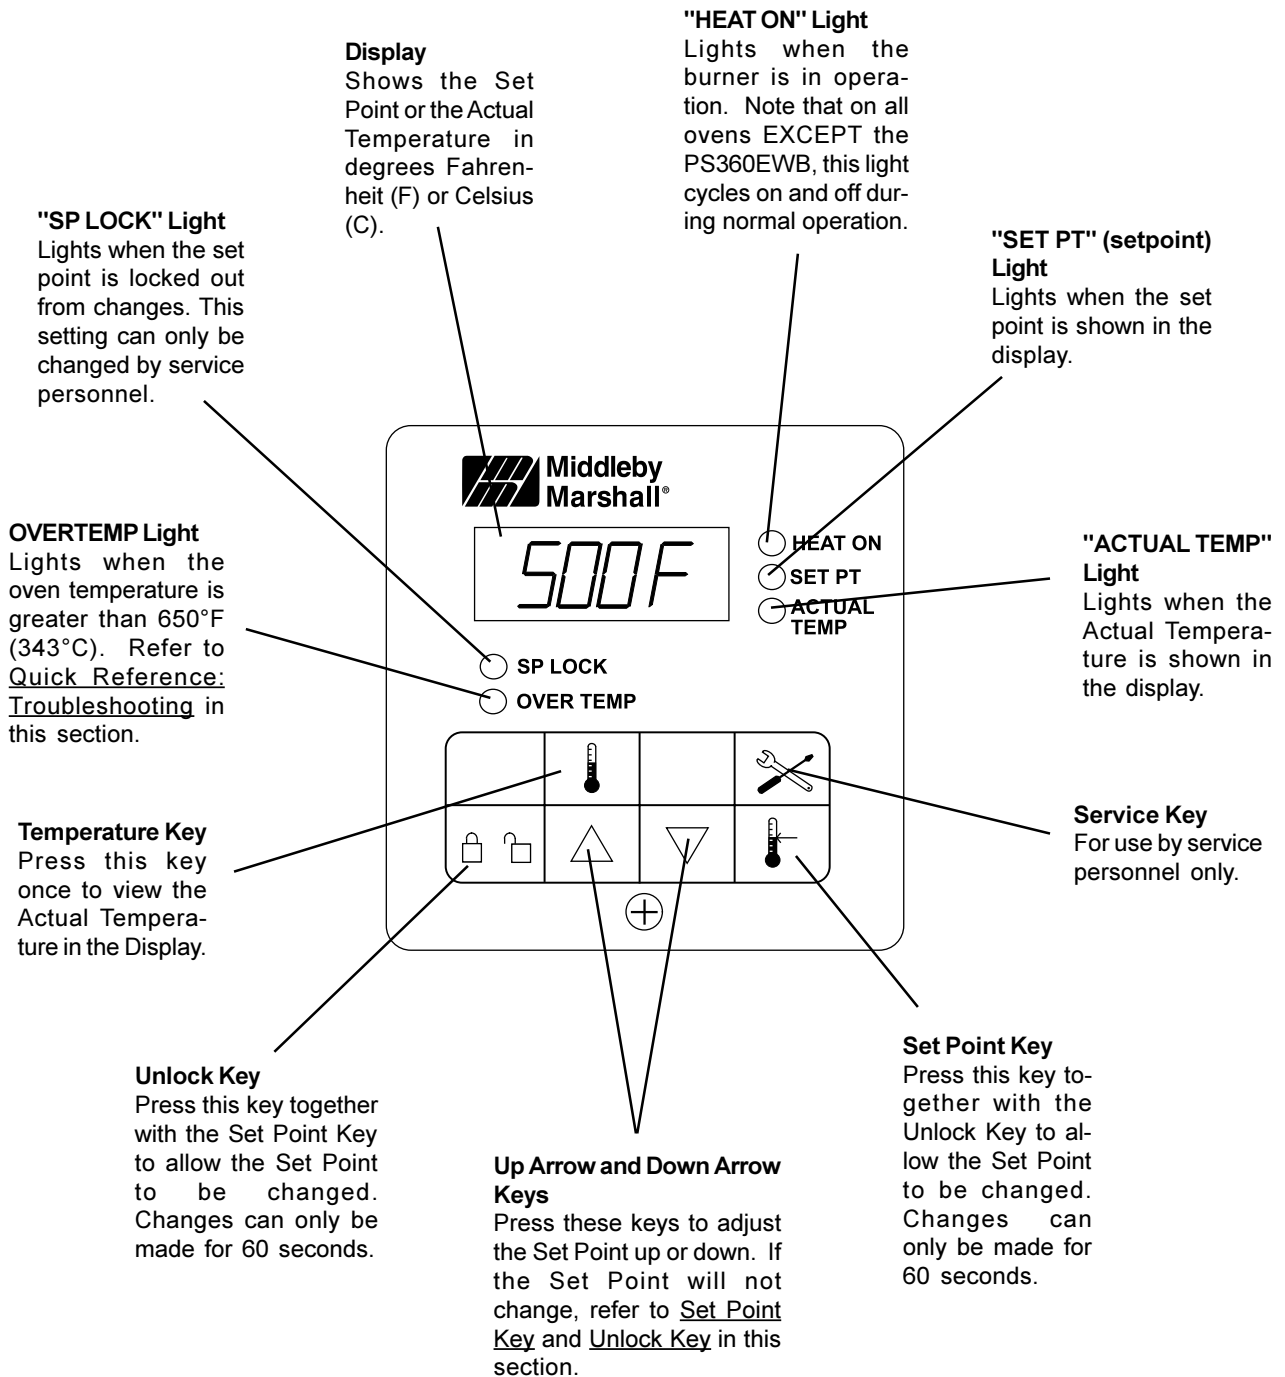 "HEAT ON" Light
Lights when the
burner is in opera-
tion. Note that on all
ovens EXCEPT the
PS360EWB, this light
cycles on and off dur-
ing normal operation.
Display
Shows the Set
Point or the Actual
Temperature in
degrees Fahren-
heit (F) or Celsius
(C).
"SP LOCK" Light
Lights when the set
point is locked out
from changes. This
setting can only be
changed by service
personnel.
"SET PT" (setpoint)
Light
Lights when the set
point is shown in the
display.
OVERTEMP Light
Lights when the
oven temperature is
greater than 650°F
(343°C). Refer to
Quick Reference:
Troubleshooting in
this section.
Middleby
Marshall®
500F
HEAT ON
SET PT
ACTUAL
TEMP
SP LOCK
OVER TEMP
"ACTUAL TEMP"
Light
Lights when the
Actual Tempera-
ture is shown in
the display.
Temperature Key
Press this key
once to view the
Actual Tempera-
ture in the Display.
Service Key
For use by service
personnel only.
Unlock Key
Press this key together
with the Set Point Key
to allow the Set Point
to be changed.
Changes can only be
made for 60 seconds.
Up Arrow and Down Arrow
Keys
Press these keys to adjust
the Set Point up or down. If
the Set Point will not
change, refer to Set Point
Key and Unlock Key in this
section.
Set Point Key
Press this key to-
gether with the
Unlock Key to al-
low the Set Point
to be changed.
Changes can
only be made for
60 seconds.